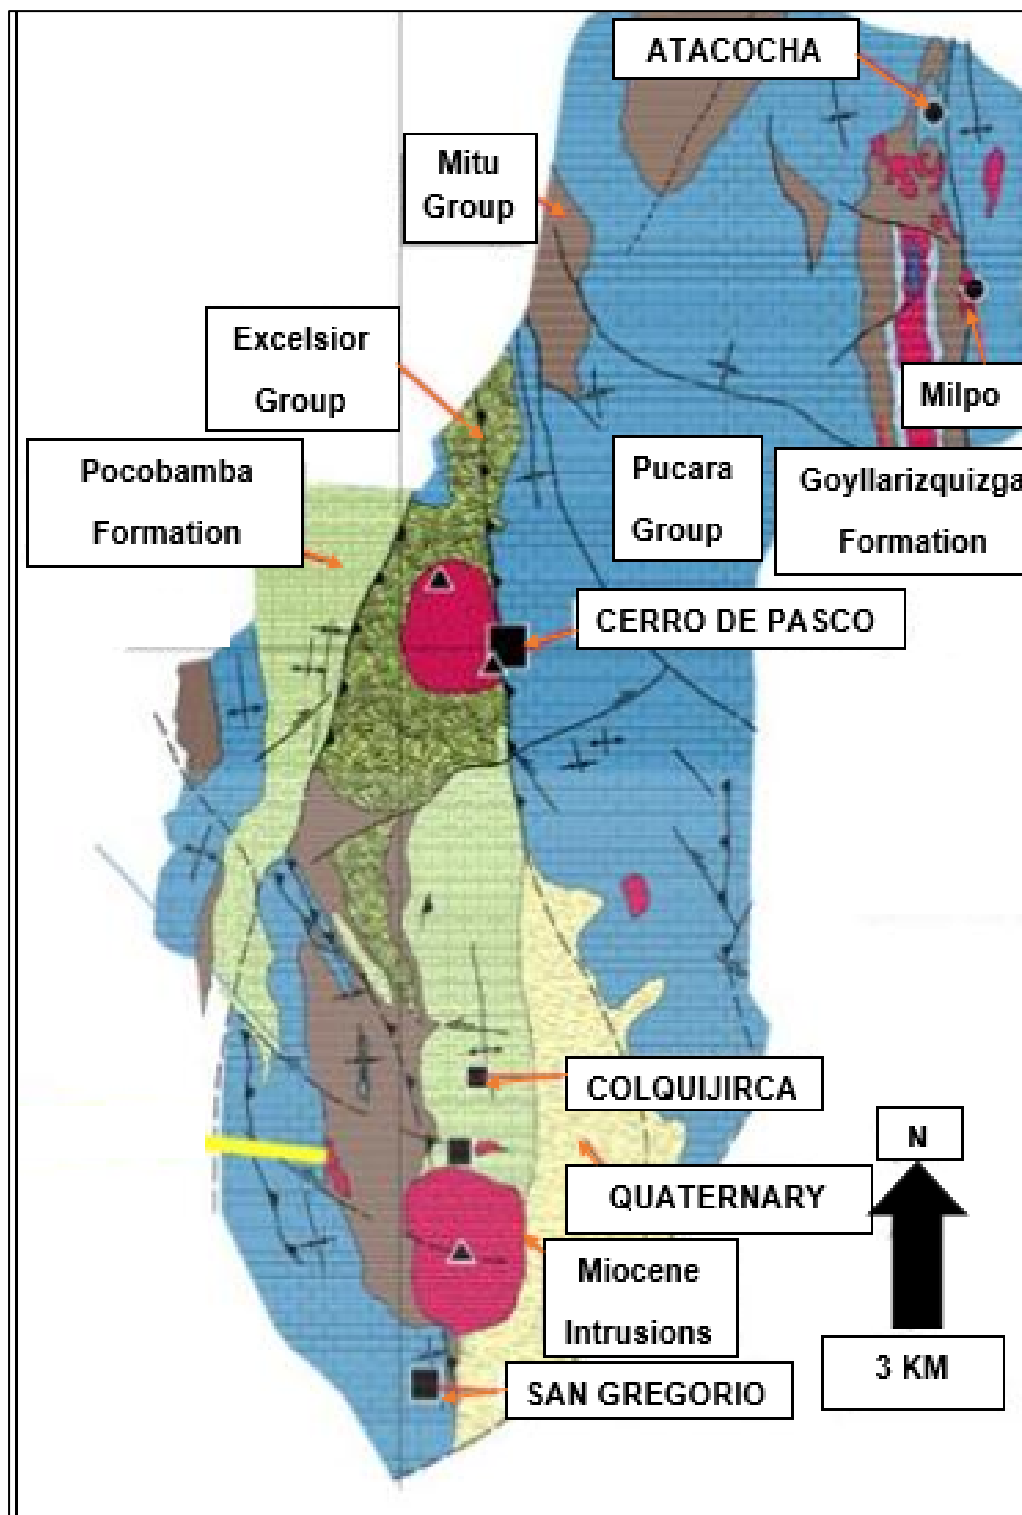 ATACOCHA
Mitu
Group
Excelsior
Group
Milpo
Pocobamba
Formation
Pucara
Group
Goyllarizquizga
Formation
CERRO DE PASCO
COLQUIJIRCA
N
QUATERNARY
Miocene
Intrusions
3 KM
SAN GREGORIO